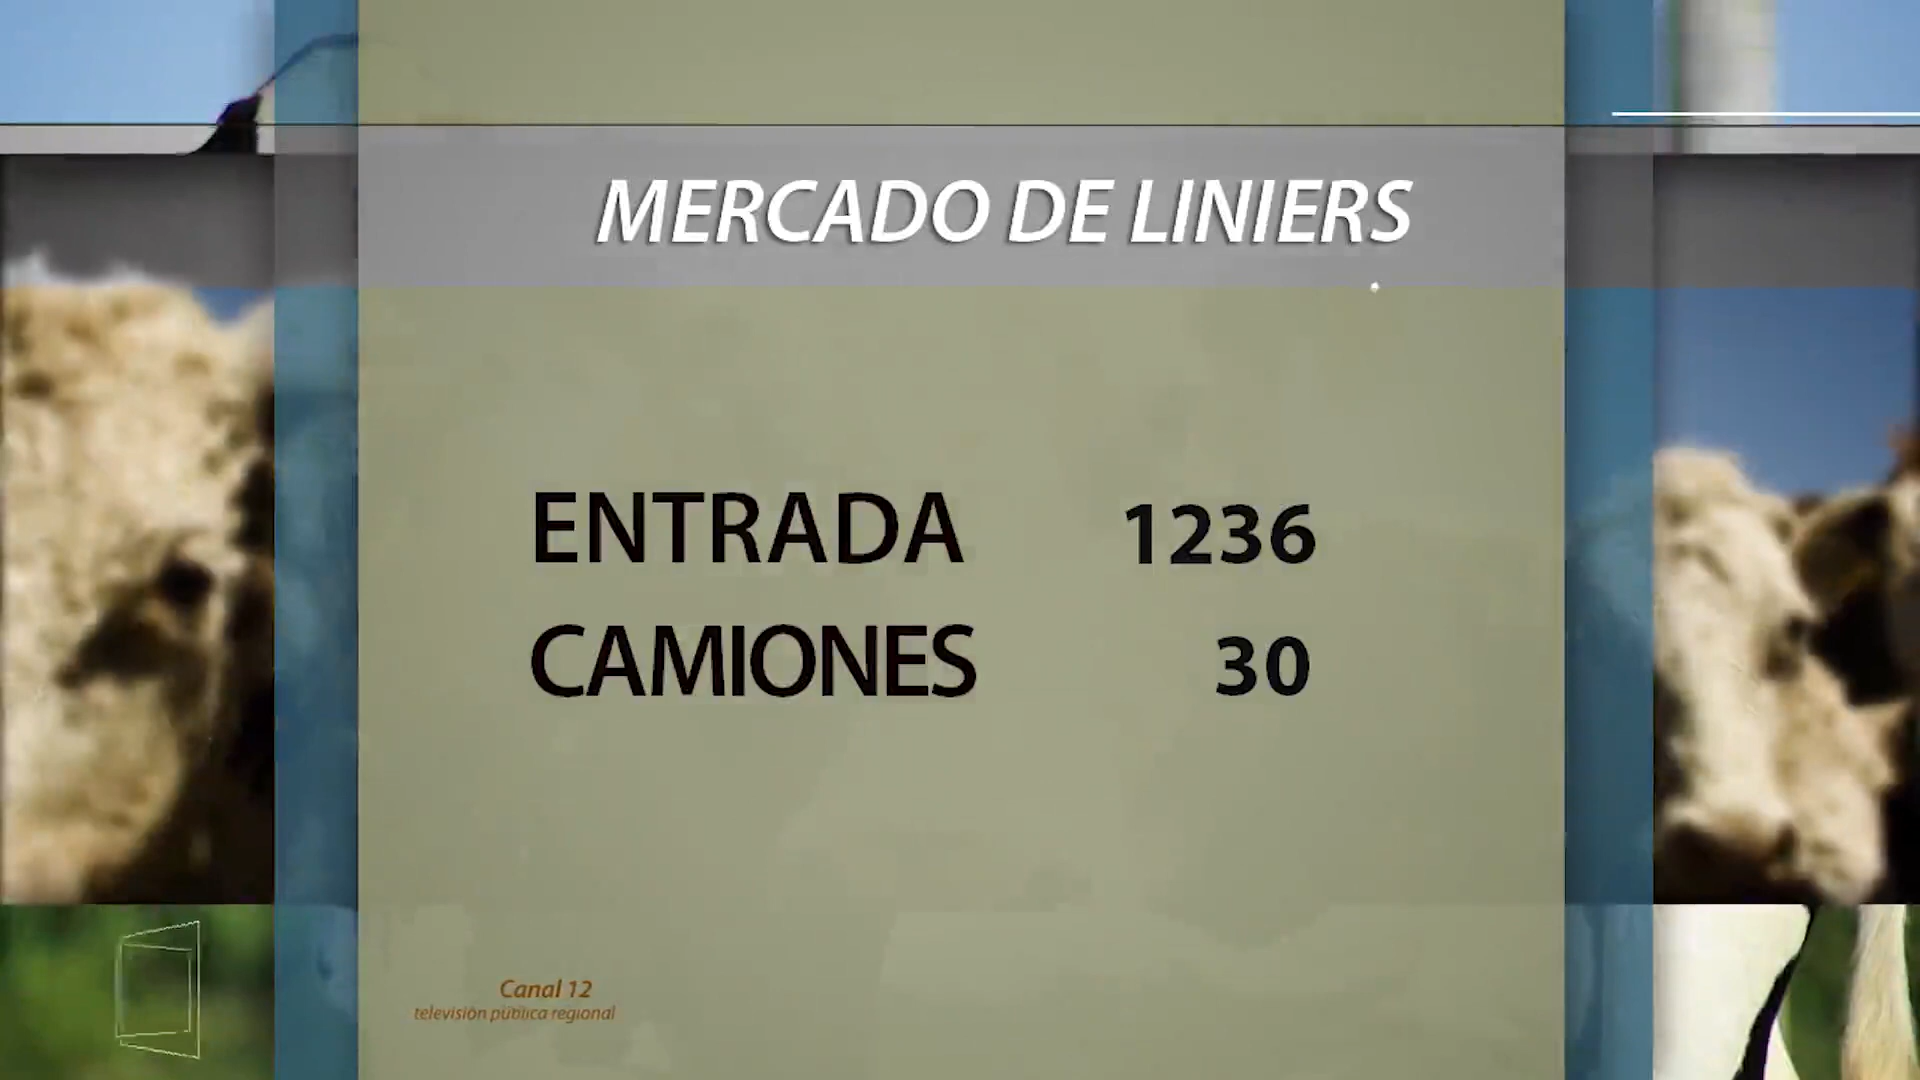 MERCADO DE LINIERS
ENTRADA 1236
CAMIONES 30
Canal 12
televisión pública regional